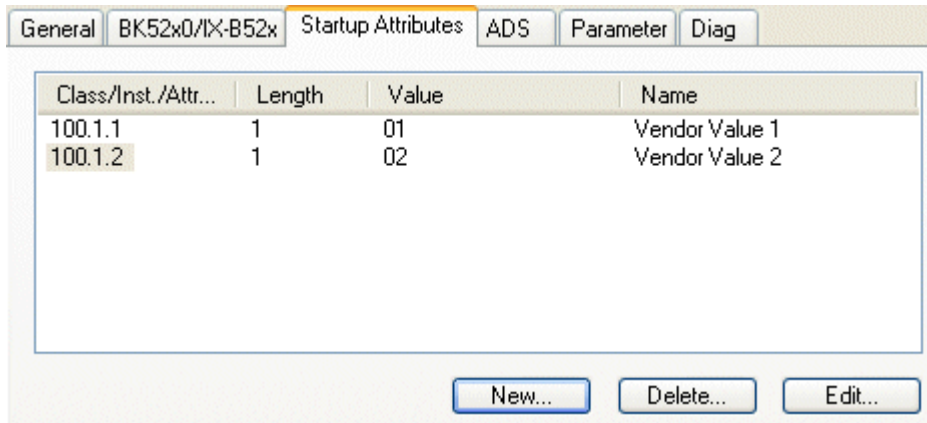 General BK52x0/IX-B52x Startup Attributes ADS Parameter Diag
Class/Inst./Attr... Length Value Name
100.1.1 1 01 Vendor Value 1
100.1.2 1 02 Vendor Value 2
New... Delete... Edit...